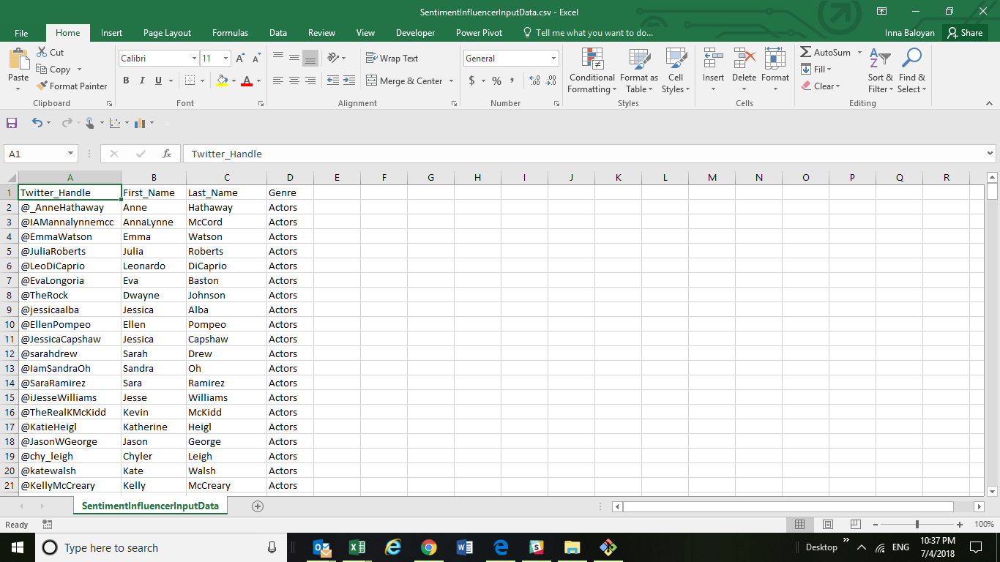 SentimentInfluencerInputData.csv - Excel
File Home Insert Page Layout Formulas Data Review View Developer Power Pivot Tell me what you want to do... Inna Baloyan Share
Paste
Cut
Copy
Format Painter
Clipboard
Calibri 11
B I U
Font
Wrap Text
Merge & Center
Alignment
General
$ % ,
Number
Conditional Formatting
Format as Table
Cell Styles
Styles
Insert Delete Format
Cells
AutoSum
Fill
Clear
Sort & Filter
Find & Select
Editing
A1 fx Twitter_Handle
A B C D E F G H I J K L M N O P Q R
1 Twitter_Handle First_Name Last_Name Genre
2 @_AnneHathaway Anne Hathaway Actors
3 @IAMannalynnemcc AnnaLynne McCord Actors
4 @EmmaWatson Emma Watson Actors
5 @JuliaRoberts Julia Roberts Actors
6 @LeoDiCaprio Leonardo DiCaprio Actors
7 @EvaLongoria Eva Baston Actors
8 @TheRock Dwayne Johnson Actors
9 @jessicaalba Jessica Alba Actors
10 @EllenPompeo Ellen Pompeo Actors
11 @JessicaCapshaw Jessica Capshaw Actors
12 @sarahdrew Sarah Drew Actors
13 @IamSandraOh Sandra Oh Actors
14 @SaraRamirez Sara Ramirez Actors
15 @iJesseWilliams Jesse Williams Actors
16 @TheRealKMcKidd Kevin McKidd Actors
17 @KatieHeigl Katherine Heigl Actors
18 @JasonWGeorge Jason George Actors
19 @chy_leigh Chyler Leigh Actors
20 @katewalsh Kate Walsh Actors
21 @KellyMcCreary Kelly McCreary Actors
SentimentInfluencerInputData
Ready 100%
Type here to search Desktop ENG 10:37 PM
7/4/2018